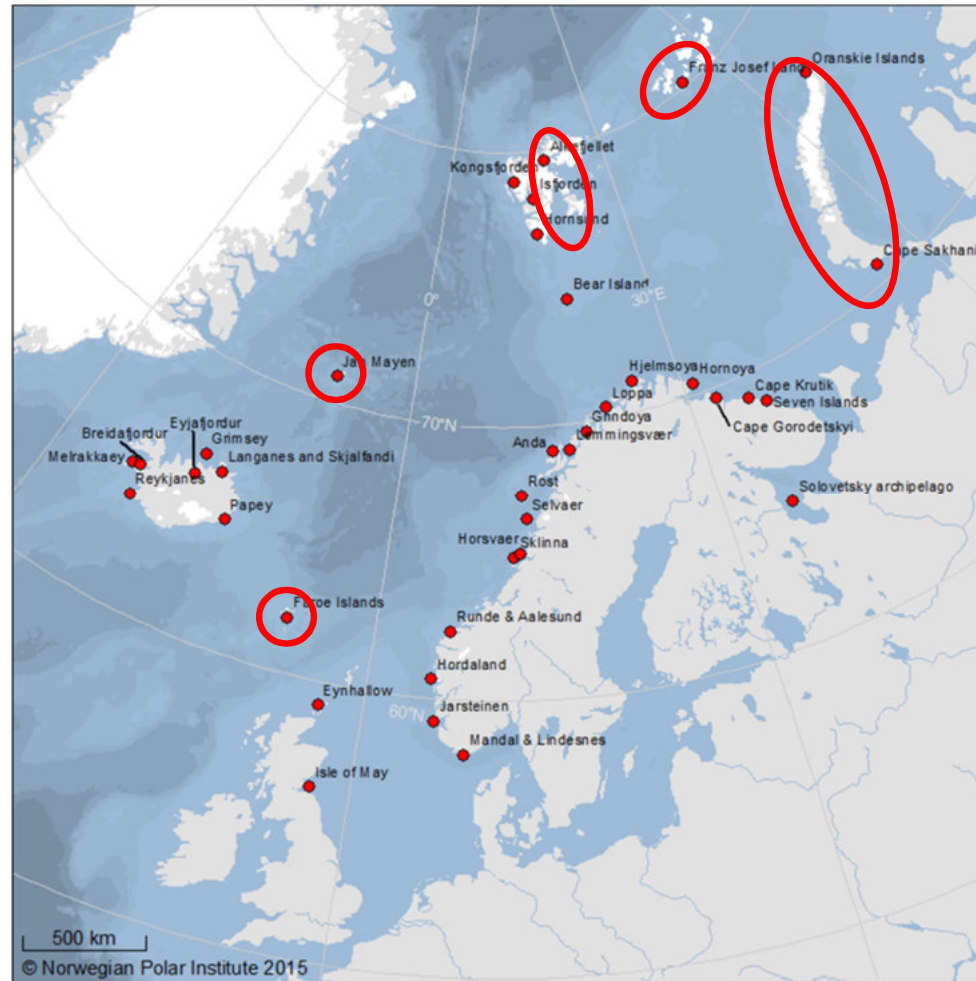 Franz Josef Land
Oranskie Islands
Alkefjellet
Kongsfjorden
Isfjorden
Hornsund
Cape Sakhani
Bear Island
30°E
0°
Jan Mayen
Hjelmsoya
Hornoya
Loppa
Cape Krutik
Seven Islands
70°N
Grindoya
Cape Gorodetskyi
Eyjafjordur
Breidafjordur
Grimsey
Anda
Lemmingsvær
Melrakkaey
Langanes and Skjalfandi
Reykjanes
Rost
Solovetsky archipelago
Papey
Selvaer
Horsvaer
Sklinna
Faroe Islands
Runde & Aalesund
Hordaland
Eynhallow
60°N
Jarsteinen
Mandal & Lindesnes
Isle of May
500 km
© Norwegian Polar Institute 2015